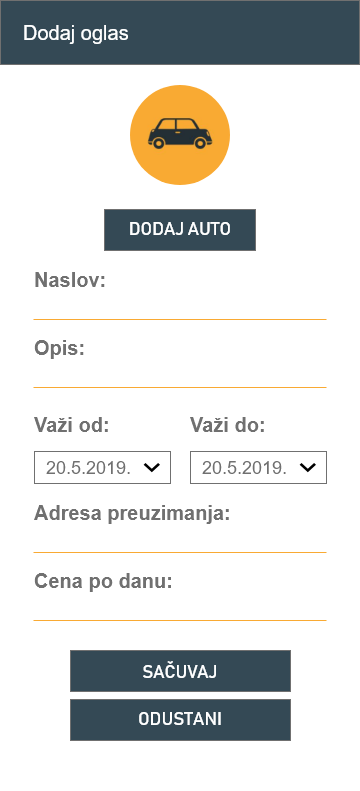 Dodaj oglas
DODAJ AUTO
Naslov:
Opis:
Važi od: Važi do:
20.5.2019. 20.5.2019.
Adresa preuzimanja:
Cena po danu:
SAČUVAJ
ODUSTANI